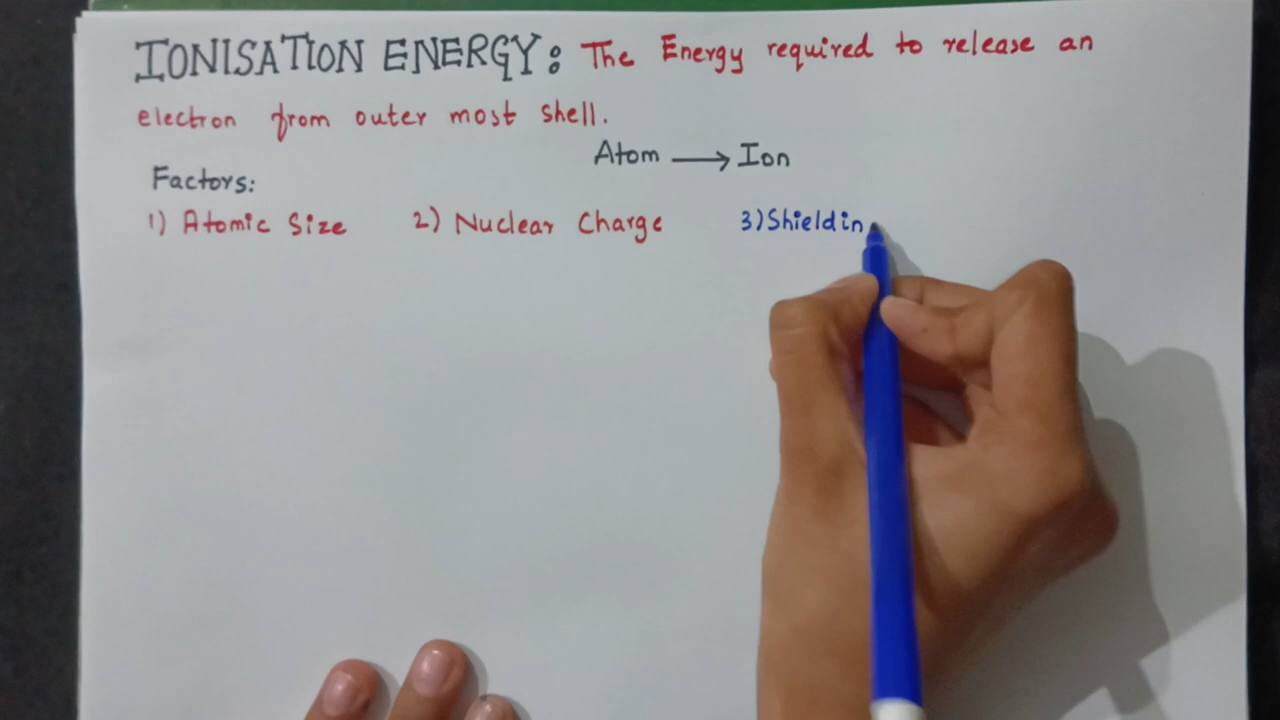 IONISATION ENERGY: The Energy required to release an
electron from outer most shell.
Atom → Ion
Factors:
1) Atomic Size 2) Nuclear Charge 3) Shieldin